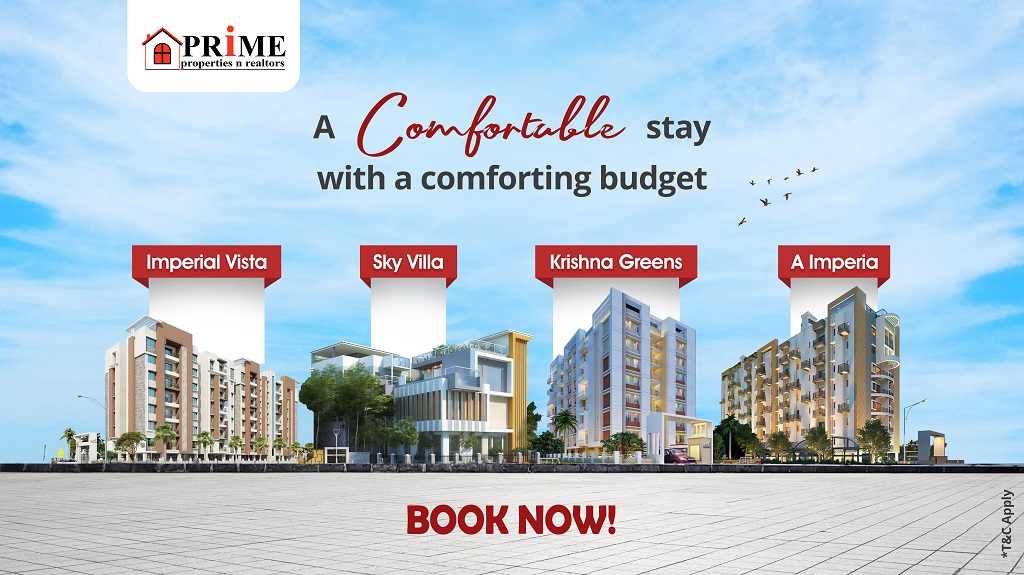 PRiME
properties n realtors
A Comfortable stay
with a comforting budget
Imperial Vista
Sky Villa
Krishna Greens
A Imperia
BOOK NOW!
*T&C Apply